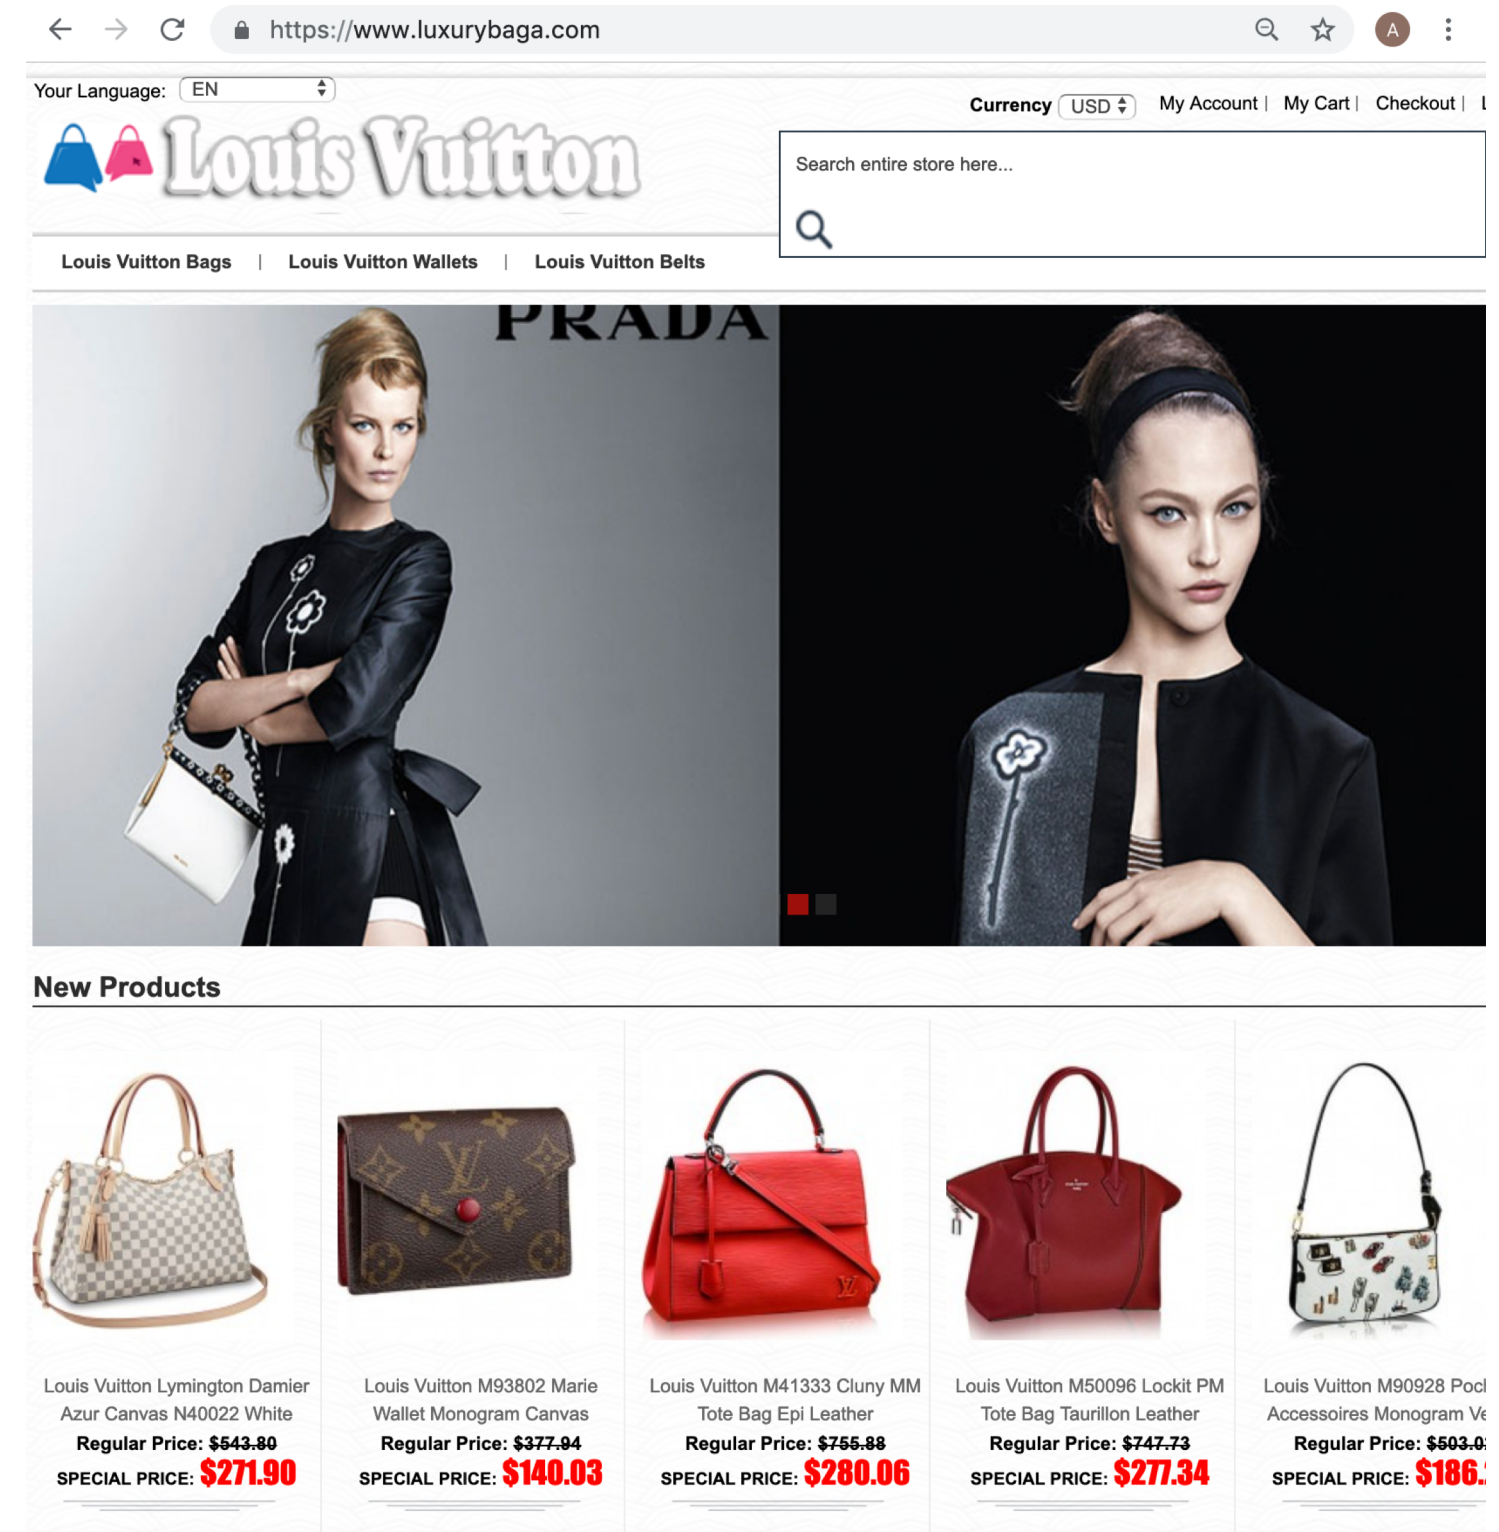 https://www.luxurybaga.com
A
Your Language: EN
Currency USD My Account | My Cart | Checkout |
Louis Vuitton
Search entire store here...
Louis Vuitton Bags | Louis Vuitton Wallets | Louis Vuitton Belts
PRADA
New Products
LV
LV
Louis Vuitton Lymington Damier
Azur Canvas N40022 White
Regular Price: $543.80
SPECIAL PRICE: $271.90
Louis Vuitton M93802 Marie
Wallet Monogram Canvas
Regular Price: $377.94
SPECIAL PRICE: $140.03
Louis Vuitton M41333 Cluny MM
Tote Bag Epi Leather
Regular Price: $755.88
SPECIAL PRICE: $280.06
Louis Vuitton M50096 Lockit PM
Tote Bag Taurillon Leather
Regular Price: $747.73
SPECIAL PRICE: $277.34
Louis Vuitton M90928
Accessoires Monogram
Regular Price: $503.0
SPECIAL PRICE: $186.